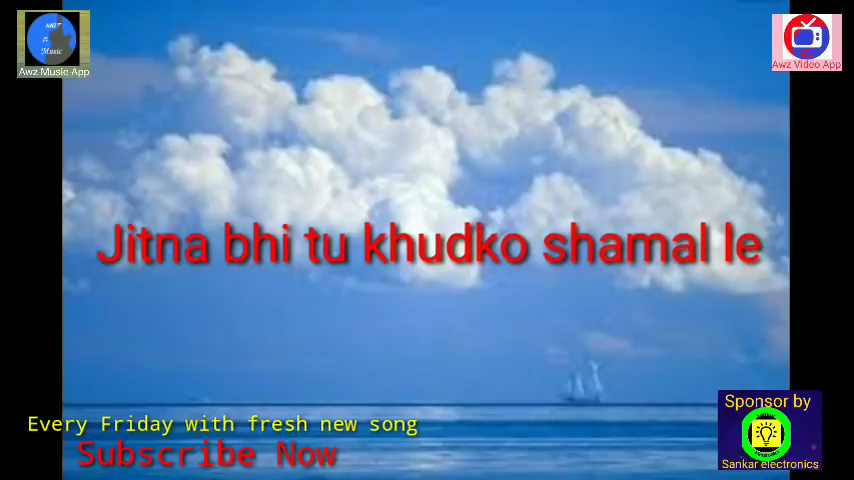 Awz Music App
Awz Video App
Jitna bhi tu khudko shamal le
Every Friday with fresh new song
Subscribe Now
Sponsor by
Sankar electronics